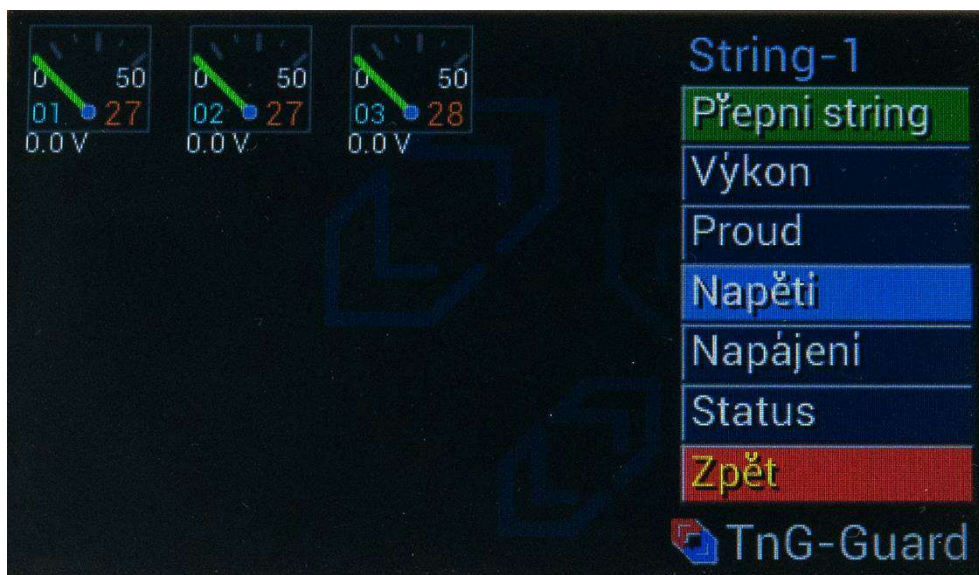 0 50
01 27
0.0 V
0 50
02 27
0.0 V
0 50
03 28
0.0 V
String-1
Přepni string
Výkon
Proud
Napětí
Napájení
Status
Zpět
TnG-Guard